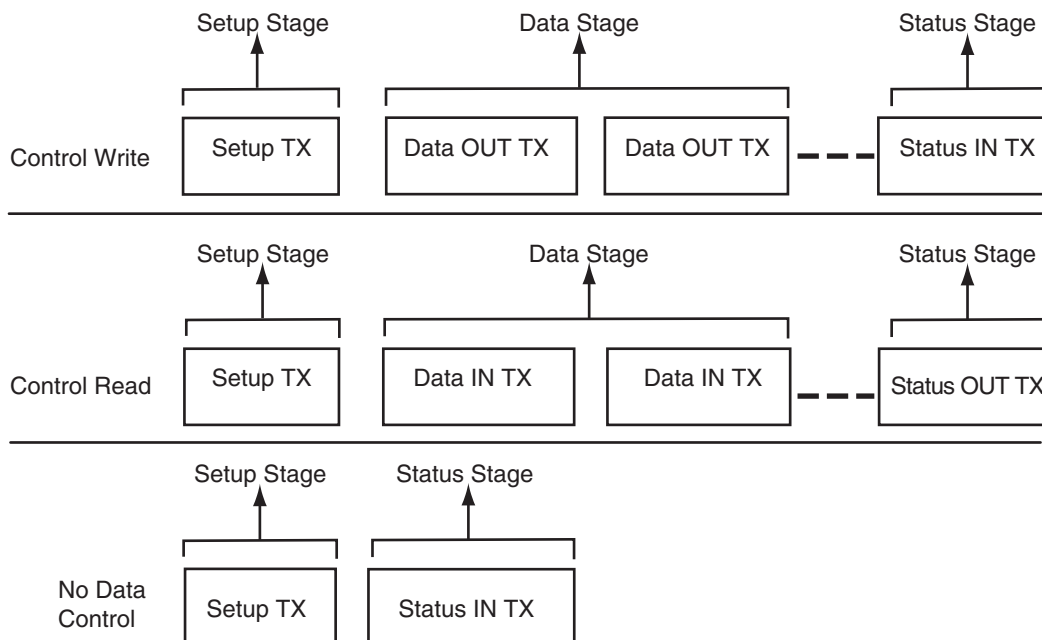 Setup Stage Data Stage Status Stage
Control Write Setup TX Data OUT TX Data OUT TX Status IN TX
Setup Stage Data Stage Status Stage
Control Read Setup TX Data IN TX Data IN TX Status OUT TX
Setup Stage Status Stage
No Data
Control
Setup TX Status IN TX